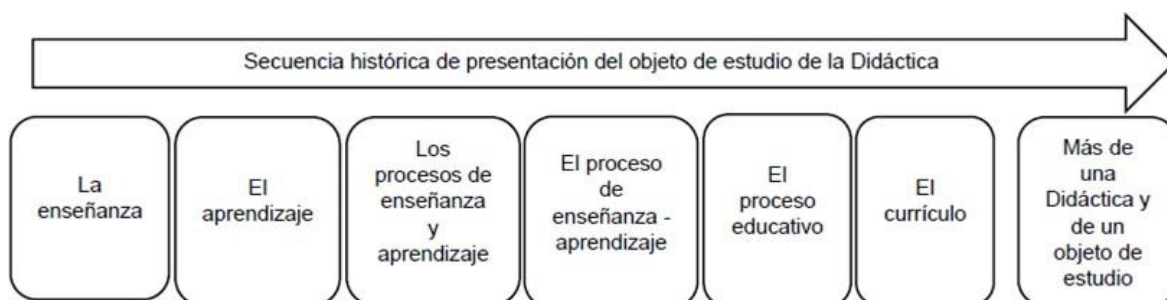 Secuencia histórica de presentación del objeto de estudio de la Didáctica
La
enseñanza
El
aprendizaje
Los
procesos de
enseñanza
y
aprendizaje
El proceso
de
enseñanza -
aprendizaje
El
proceso
educativo
El
currículo
Más de
una
Didáctica y
de un
objeto de
estudio